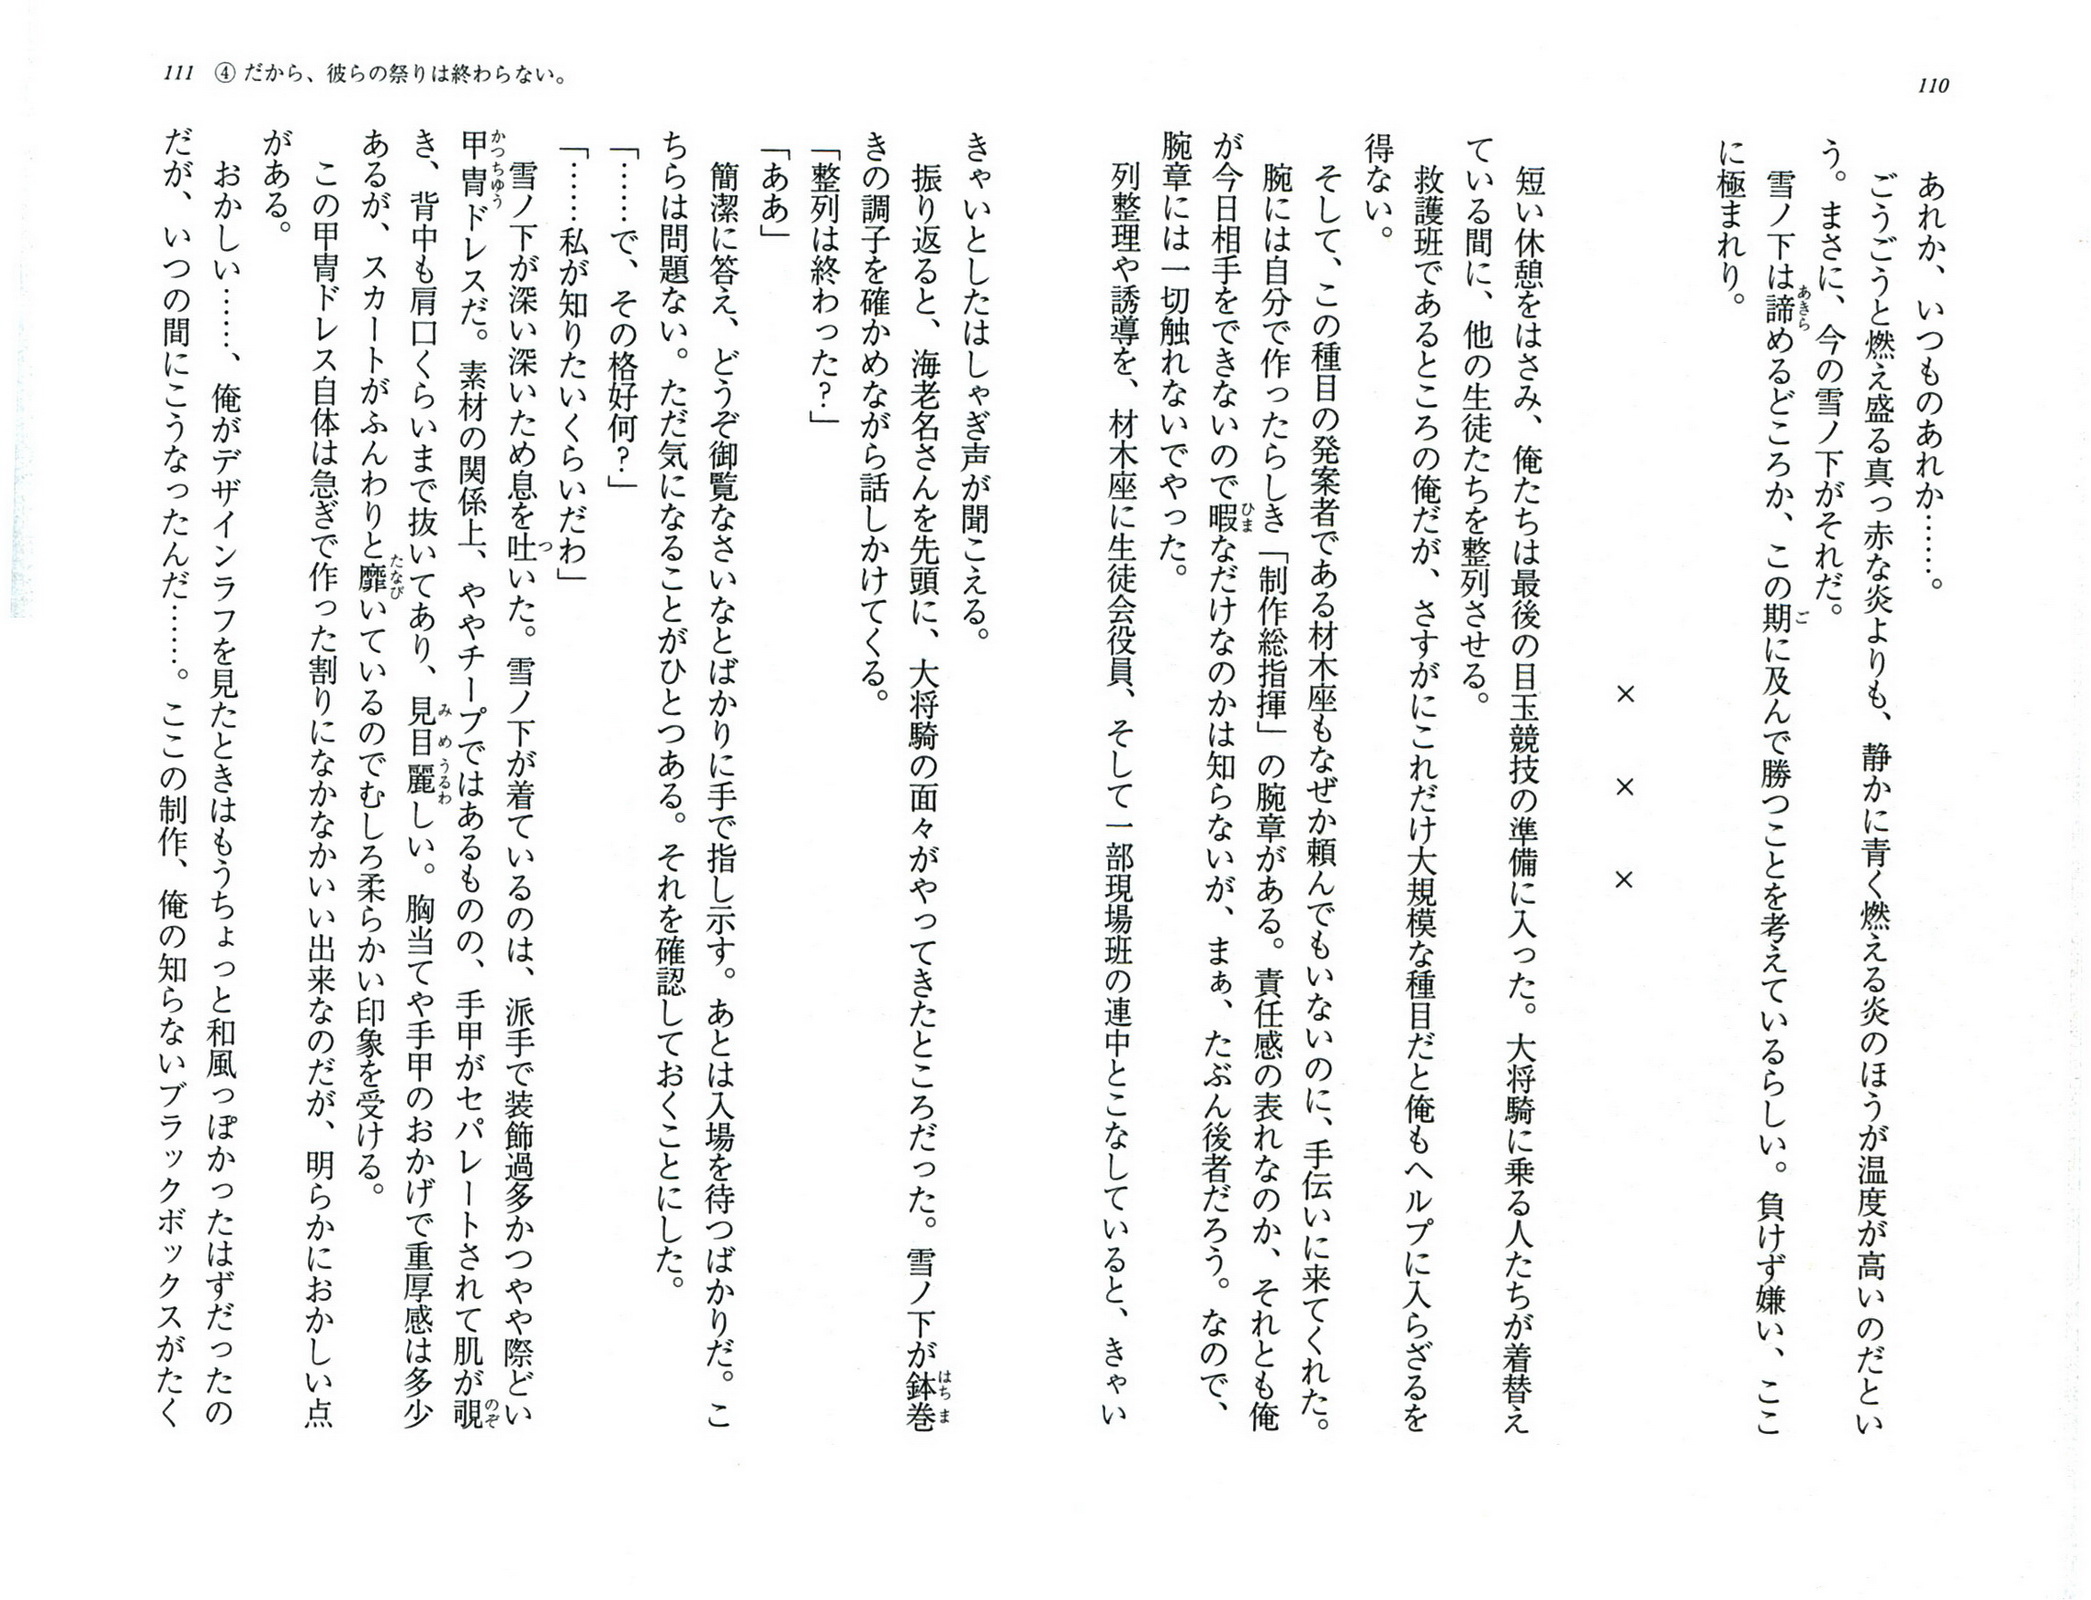 110
あれか、いつものあれか……。
ごうごうと燃え盛る真っ赤な炎よりも、静かに青く燃える炎のほうが温度が高いのだとい
う。まさに、今の雪ノ下がそれだ。
雪ノ下は諦めるどころか、この期に及んで勝つことを考えているらしい。負けず嫌い、ここ
に極まれり。
×　×　×
短い休憩をはさみ、俺たちは最後の目玉競技の準備に入った。大将騎に乗る人たちが着替え
ている間に、他の生徒たちを整列させる。
救護班であるところの俺だが、さすがにこれだけ大規模な種目だと俺もヘルプに入らざるを
得ない。
そして、この種目の発案者である材木座もなぜか頼んでもいないのに、手伝いに来てくれた。
腕には自分で作ったらしき「制作総指揮」の腕章がある。責任感の表れなのか、それとも俺
が今日相手をできないので暇なだけなのかは知らないが、まぁ、たぶん後者だろう。なので、
腕章には一切触れないでやった。
列整理や誘導を、材木座に生徒会役員、そして一部現場班の連中とこなしていると、きゃい
111　④ だから、彼らの祭りは終わらない。
きゃいとしたはしゃぎ声が聞こえる。
振り返ると、海老名さんを先頭に、大将騎の面々がやってきたところだった。雪ノ下が鉢巻
きの調子を確かめながら話しかけてくる。
「整列は終わった？」
「ああ」
簡潔に答え、どうぞ御覧なさいなとばかりに手で指し示す。あとは入場を待つばかりだ。こ
ちらは問題ない。ただ気になることがひとつある。それを確認しておくことにした。
「……で、その格好何？」
「……私が知りたいくらいだわ」
雪ノ下が深い深いため息を吐いた。雪ノ下が着ているのは、派手で装飾過多かつやや際どい
甲冑ドレスだ。素材の関係上、ややチープではあるものの、手甲がセパレートされて肌が覗
き、背中も肩口くらいまで抜いてあり、見目麗しい。胸当てや手甲のおかげで重厚感は多少
あるが、スカートがふんわりと靡いているのでむしろ柔らかい印象を受ける。
この甲冑ドレス自体は急ぎで作った割りになかなかいい出来なのだが、明らかにおかしい点
がある。
おかしい……、俺がデザインラフを見たときはもうちょっと和風っぽかったはずだったの
だが、いつの間にこうなったんだ……。ここの制作、俺の知らないブラックボックスがたく